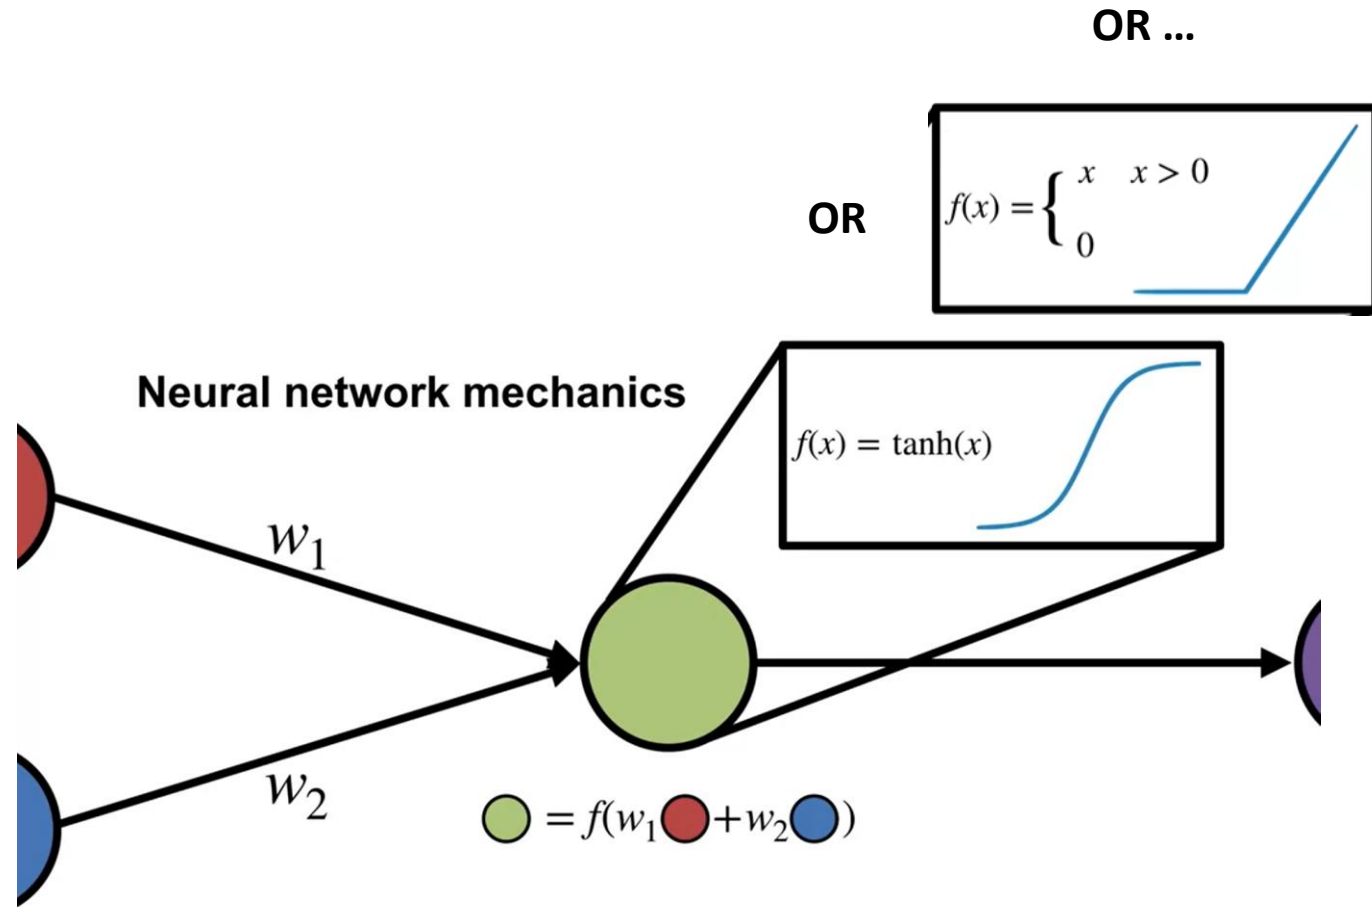 OR ...
OR
f(x) = { x x > 0
0
Neural network mechanics
f(x) = tanh(x)
w₁
w₂
= f(w₁ + w₂ )